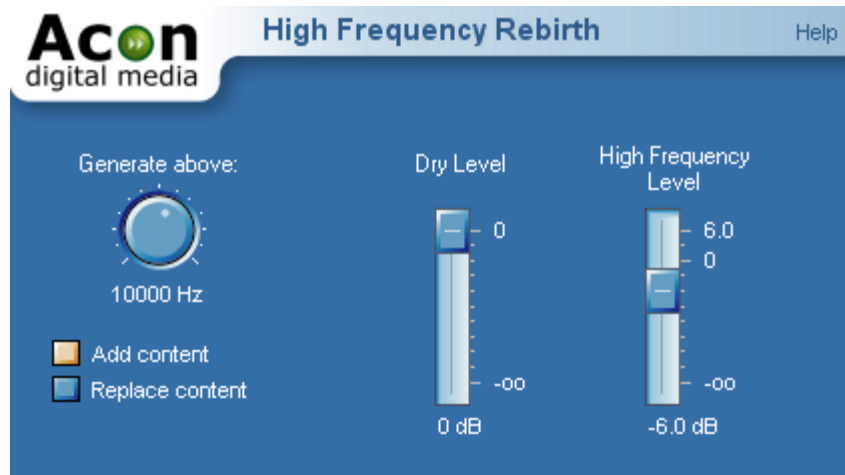 Acon
digital media
High Frequency Rebirth
Help
Generate above:
10000 Hz
Add content
Replace content
Dry Level
0
-oo
0 dB
High Frequency
Level
6.0
0
-oo
-6.0 dB